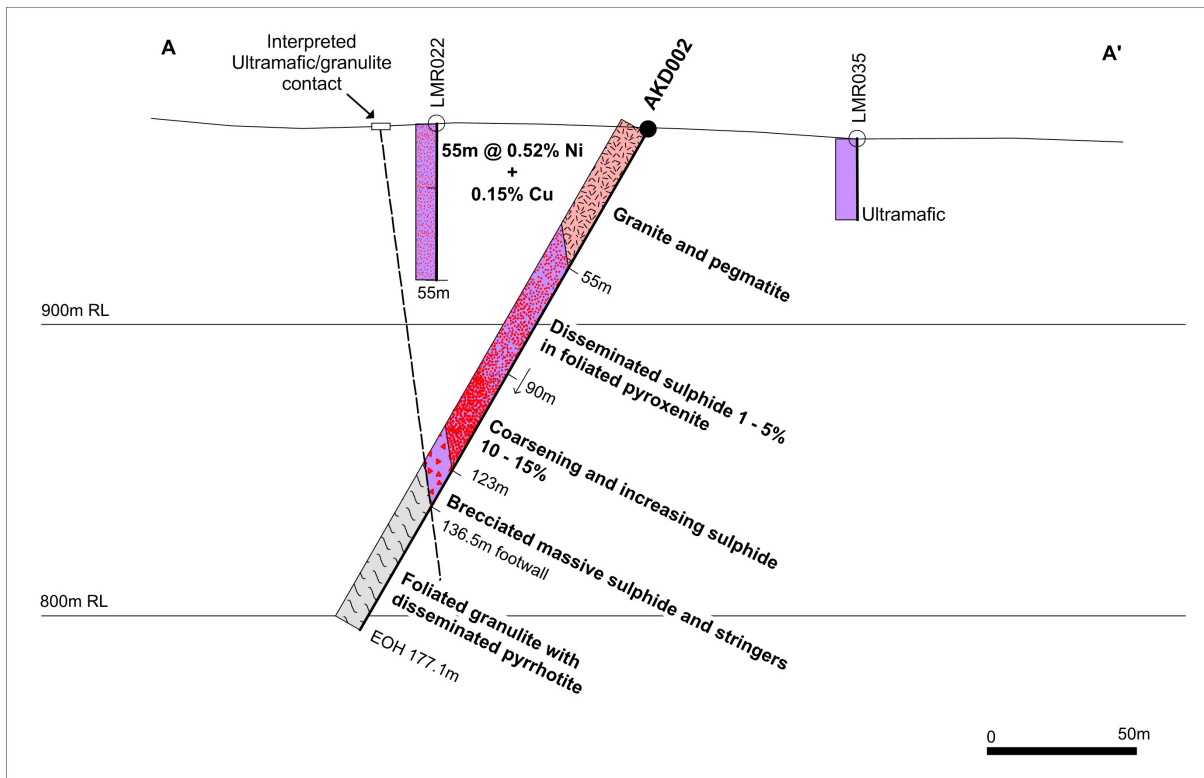 A
Interpreted
Ultramafic/granulite
contact
LMR022
AKD002
LMR035
A'
55m @ 0.52% Ni
+
0.15% Cu
Ultramafic
Granite and pegmatite
55m
55m
900m RL
Disseminated sulphide 1 - 5%
in foliated pyroxenite
90m
Coarsening and increasing sulphide
10 - 15%
123m
Brecciated massive sulphide and stringers
136.5m footwall
Foliated granulite with
disseminated pyrrhotite
800m RL
EOH 177.1m
0
50m